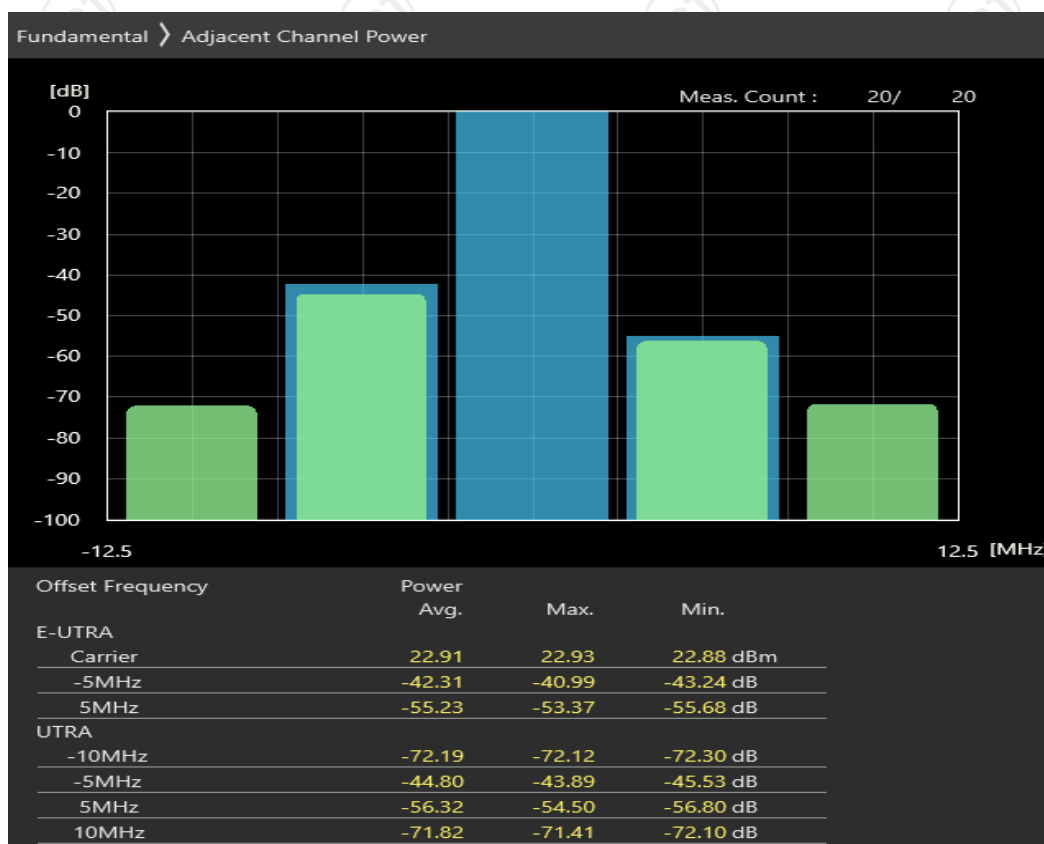 Fundamental ❯ Adjacent Channel Power
[dB]
Meas. Count : 20/ 20
0
-10
-20
-30
-40
-50
-60
-70
-80
-90
-100
-12.5 12.5 [MHz
Offset Frequency Power
Avg. Max. Min.
E-UTRA
Carrier 22.91 22.93 22.88 dBm
-5MHz -42.31 -40.99 -43.24 dB
5MHz -55.23 -53.37 -55.68 dB
UTRA
-10MHz -72.19 -72.12 -72.30 dB
-5MHz -44.80 -43.89 -45.53 dB
5MHz -56.32 -54.50 -56.80 dB
10MHz -71.82 -71.41 -72.10 dB